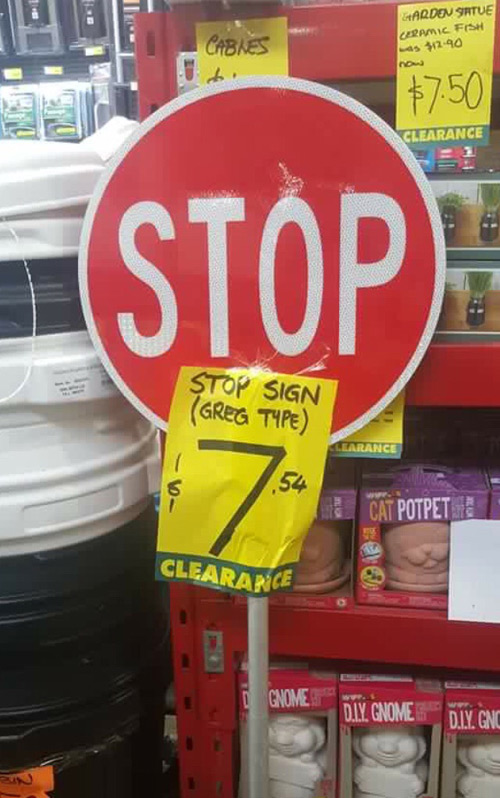 CABNES
GARDEN STATUE
CERAMIC FISH
WAS $12.90
NOW
$7.50
CLEARANCE
STOP
STOP SIGN
(GREG TYPE)
$7.54
CLEARANCE
CLEARANCE
CAT POTPET
GNOME
D.I.Y. GNOME
D.I.Y. GNO